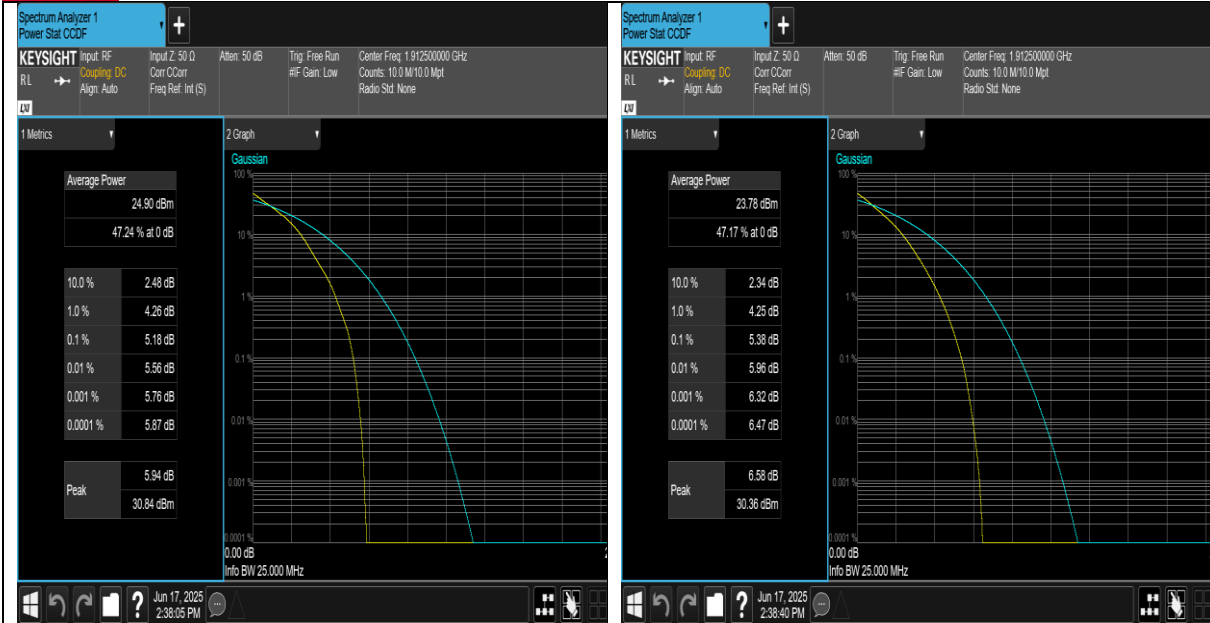 Spectrum Analyzer 1
Power Stat CCDF
+
KEYSIGHT
RL
LXI
Input: RF
Coupling: DC
Align: Auto
Input Z: 50 Ω
Corr CCorr
Freq Ref: Int (S)
Atten: 50 dB
Trig: Free Run
#IF Gain: Low
Center Freq: 1.912500000 GHz
Counts: 10.0 M/10.0 Mpt
Radio Std: None
1 Metrics
Average Power
24.90 dBm
47.24 % at 0 dB
10.0 % 2.48 dB
1.0 % 4.26 dB
0.1 % 5.18 dB
0.01 % 5.56 dB
0.001 % 5.76 dB
0.0001 % 5.87 dB
Peak
5.94 dB
30.84 dBm
2 Graph
Gaussian
100 %
10 %
1 %
0.1 %
0.01 %
0.001 %
0.0001 %
0.00 dB
Info BW 25.000 MHz
?
Jun 17, 2025
2:38:05 PM
Spectrum Analyzer 1
Power Stat CCDF
+
KEYSIGHT
RL
LXI
Input: RF
Coupling: DC
Align: Auto
Input Z: 50 Ω
Corr CCorr
Freq Ref: Int (S)
Atten: 50 dB
Trig: Free Run
#IF Gain: Low
Center Freq: 1.912500000 GHz
Counts: 10.0 M/10.0 Mpt
Radio Std: None
1 Metrics
Average Power
23.78 dBm
47.17 % at 0 dB
10.0 % 2.34 dB
1.0 % 4.25 dB
0.1 % 5.38 dB
0.01 % 5.96 dB
0.001 % 6.32 dB
0.0001 % 6.47 dB
Peak
6.58 dB
30.36 dBm
2 Graph
Gaussian
100 %
10 %
1 %
0.1 %
0.01 %
0.001 %
0.0001 %
0.00 dB
Info BW 25.000 MHz
?
Jun 17, 2025
2:38:40 PM